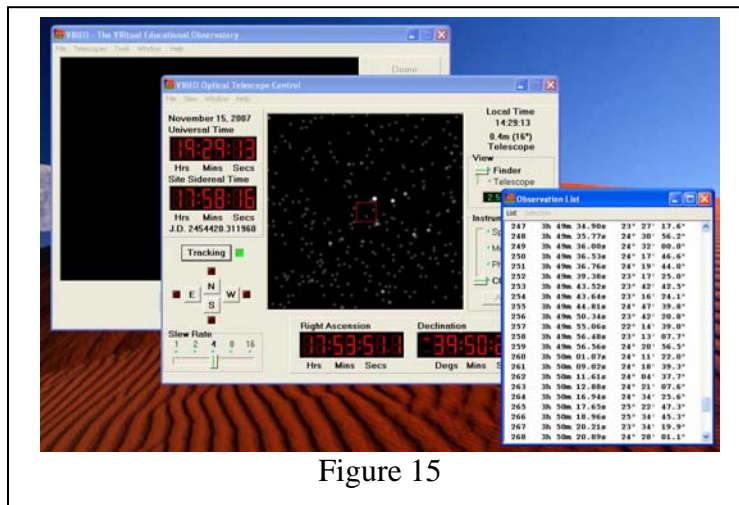 VIREO - The VIRtual Educational Observatory
File Telescopes Tools Window Help
Dome
VIREO Optical Telescope Control
File Slew Window Help
November 15, 2007
Universal Time
19:29:13
Hrs Mins Secs
Site Sidereal Time
17:58:16
Hrs Mins Secs
J.D. 2454420.311960
Tracking
N
E W
S
Slew Rate
1 2 4 8 16
Local Time
14:29:13
0.4m (16")
Telescope
View
Finder
Telescope
2.5
Instrum
Right Ascension
17:53:51.1
Hrs Mins Secs
Declination
Degs Mins S
Observation List
List Selection
247 3h 49m 34.90s 23° 27' 17.6"
248 3h 49m 35.77s 24° 30' 56.2"
249 3h 49m 36.00s 24° 32' 00.0"
250 3h 49m 36.53s 24° 17' 46.6"
251 3h 49m 36.76s 24° 19' 44.0"
252 3h 49m 39.38s 23° 17' 25.0"
253 3h 49m 43.52s 23° 42' 42.5"
254 3h 49m 43.64s 23° 16' 24.1"
255 3h 49m 44.81s 24° 47' 39.8"
256 3h 49m 50.34s 23° 42' 20.8"
257 3h 49m 55.06s 22° 14' 39.0"
258 3h 49m 56.48s 23° 13' 07.7"
259 3h 49m 56.56s 24° 20' 56.5"
260 3h 50m 01.07s 24° 11' 22.0"
261 3h 50m 09.02s 24° 18' 39.3"
262 3h 50m 11.61s 24° 04' 37.7"
263 3h 50m 12.88s 24° 21' 07.6"
264 3h 50m 16.94s 24° 34' 25.6"
265 3h 50m 17.65s 25° 22' 47.3"
266 3h 50m 18.96s 25° 34' 45.3"
267 3h 50m 20.21s 23° 34' 19.9"
268 3h 50m 20.89s 24° 28' 01.1"
Figure 15